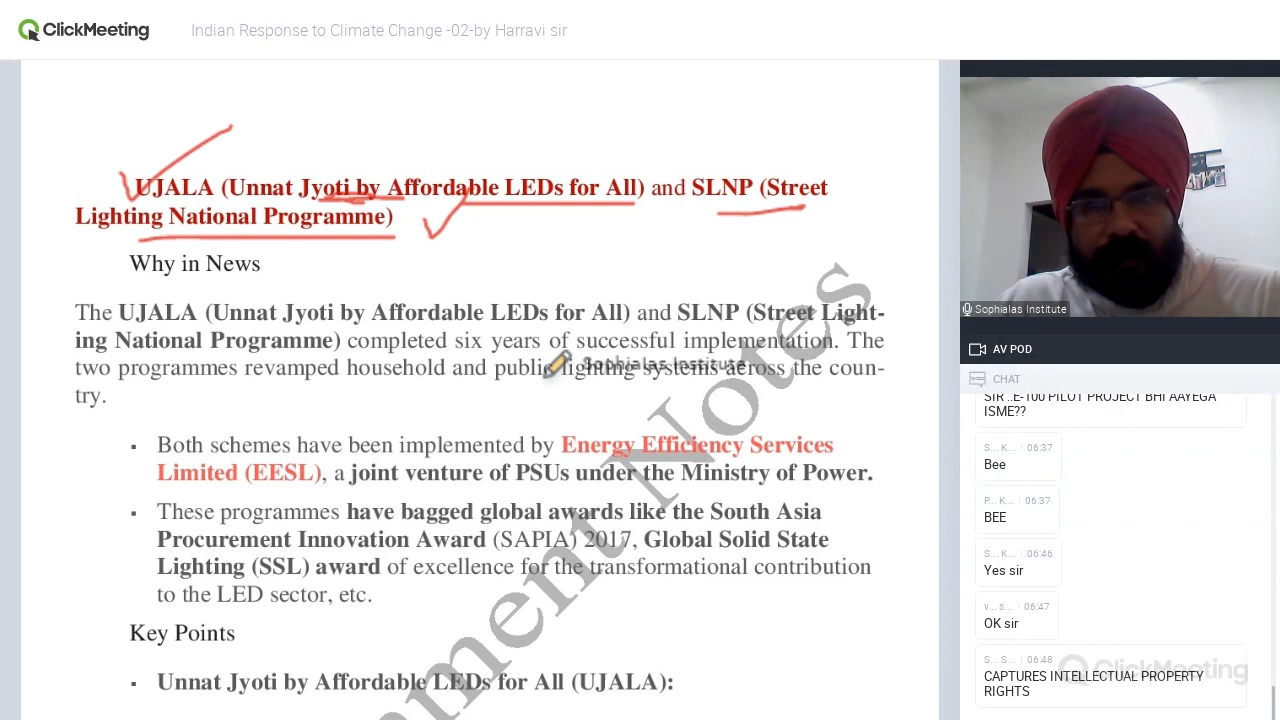 ClickMeeting
Indian Response to Climate Change -02-by Harravi sir
UJALA (Unnat Jyoti by Affordable LEDs for All) and SLNP (Street
Lighting National Programme)
Why in News
The UJALA (Unnat Jyoti by Affordable LEDs for All) and SLNP (Street Light-
ing National Programme) completed six years of successful implementation. The
two programmes revamped household and public lighting systems across the coun-
try.
Sophialas Institute
▪ Both schemes have been implemented by Energy Efficiency Services
Limited (EESL), a joint venture of PSUs under the Ministry of Power.
▪ These programmes have bagged global awards like the South Asia
Procurement Innovation Award (SAPIA) 2017, Global Solid State
Lighting (SSL) award of excellence for the transformational contribution
to the LED sector, etc.
Key Points
▪ Unnat Jyoti by Affordable LEDs for All (UJALA):
ment Notes
Sophialas Institute
AV POD
CHAT
SIR ..E-100 PILOT PROJECT BHI AAYEGA
ISME??
S... K... 06:37
Bee
P... K... 06:37
BEE
S... K... 06:46
Yes sir
v... s... 06:47
OK sir
S... S... 06:48
CAPTURES INTELLECTUAL PROPERTY
RIGHTS
ClickMeeting